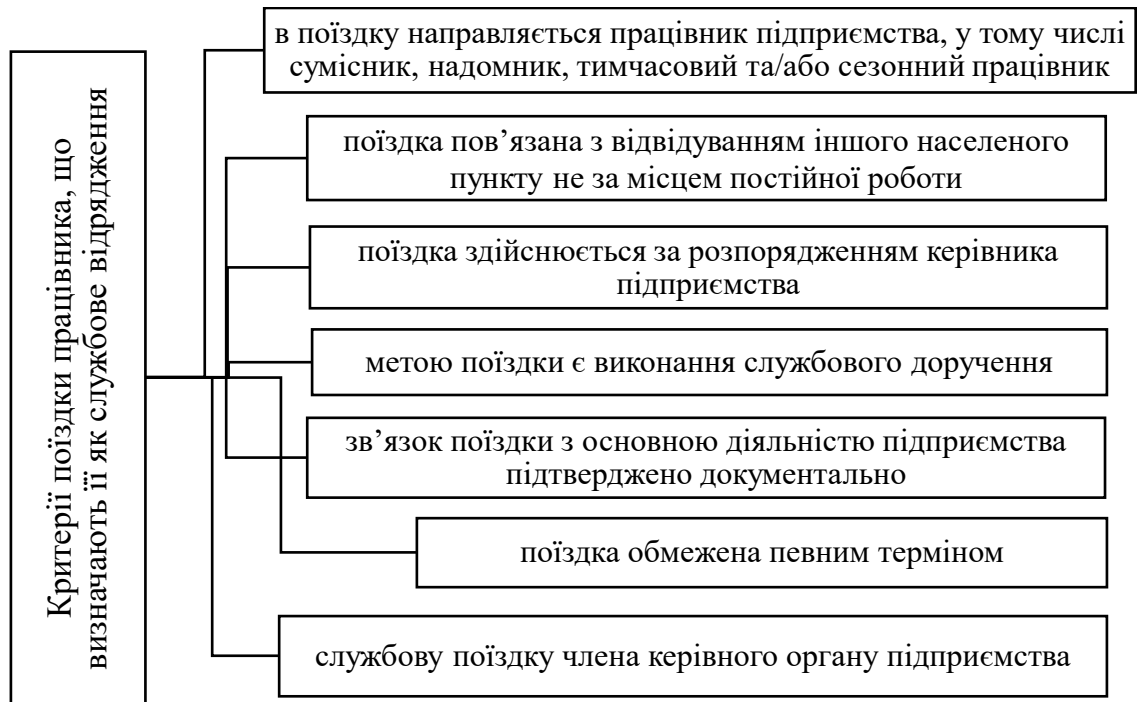 Критерії поїздки працівника, що
визначають її як службове відрядження
в поїздку направляється працівник підприємства, у тому числі
сумісник, надомник, тимчасовий та/або сезонний працівник
поїздка пов’язана з відвідуванням іншого населеного
пункту не за місцем постійної роботи
поїздка здійснюється за розпорядженням керівника
підприємства
метою поїздки є виконання службового доручення
зв’язок поїздки з основною діяльністю підприємства
підтверджено документально
поїздка обмежена певним терміном
службову поїздку члена керівного органу підприємства